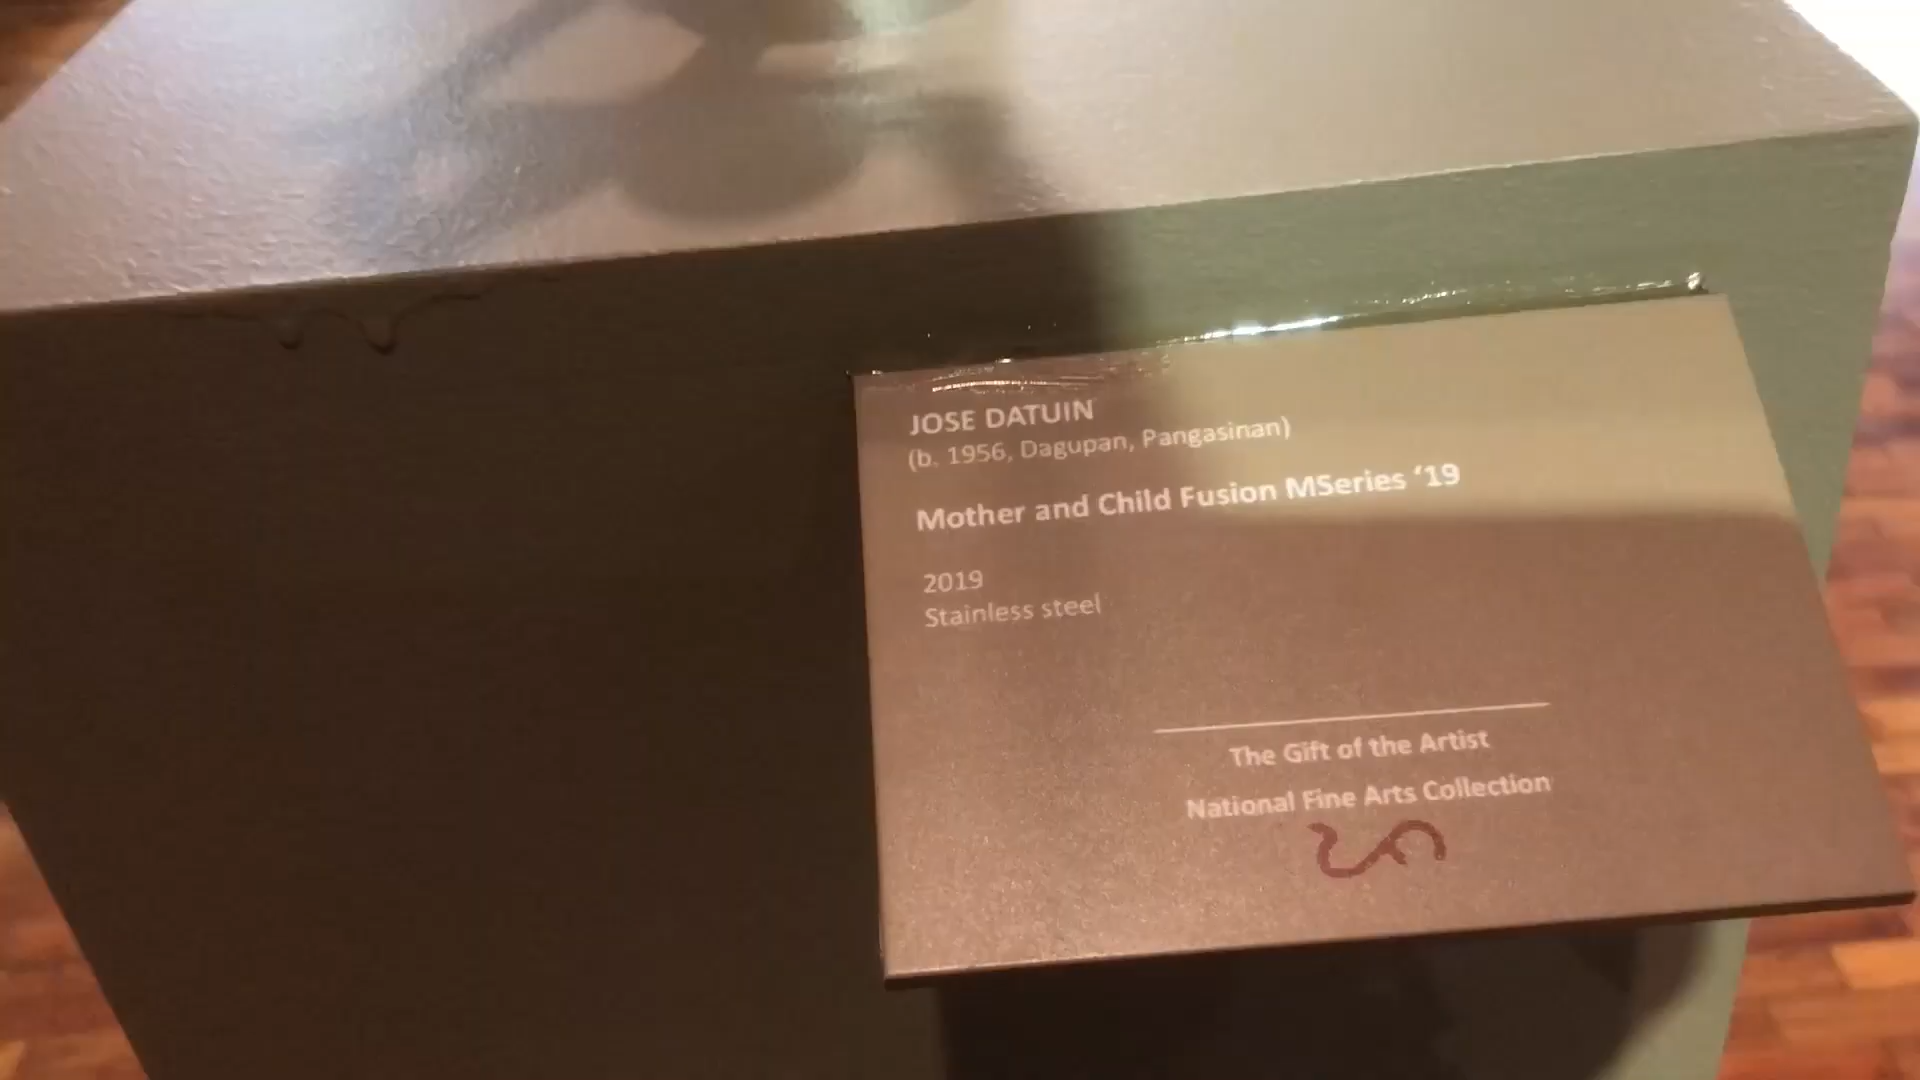 JOSE DATUIN
(b. 1956, Dagupan, Pangasinan)
Mother and Child Fusion MSeries ‘19
2019
Stainless steel
The Gift of the Artist
National Fine Arts Collection